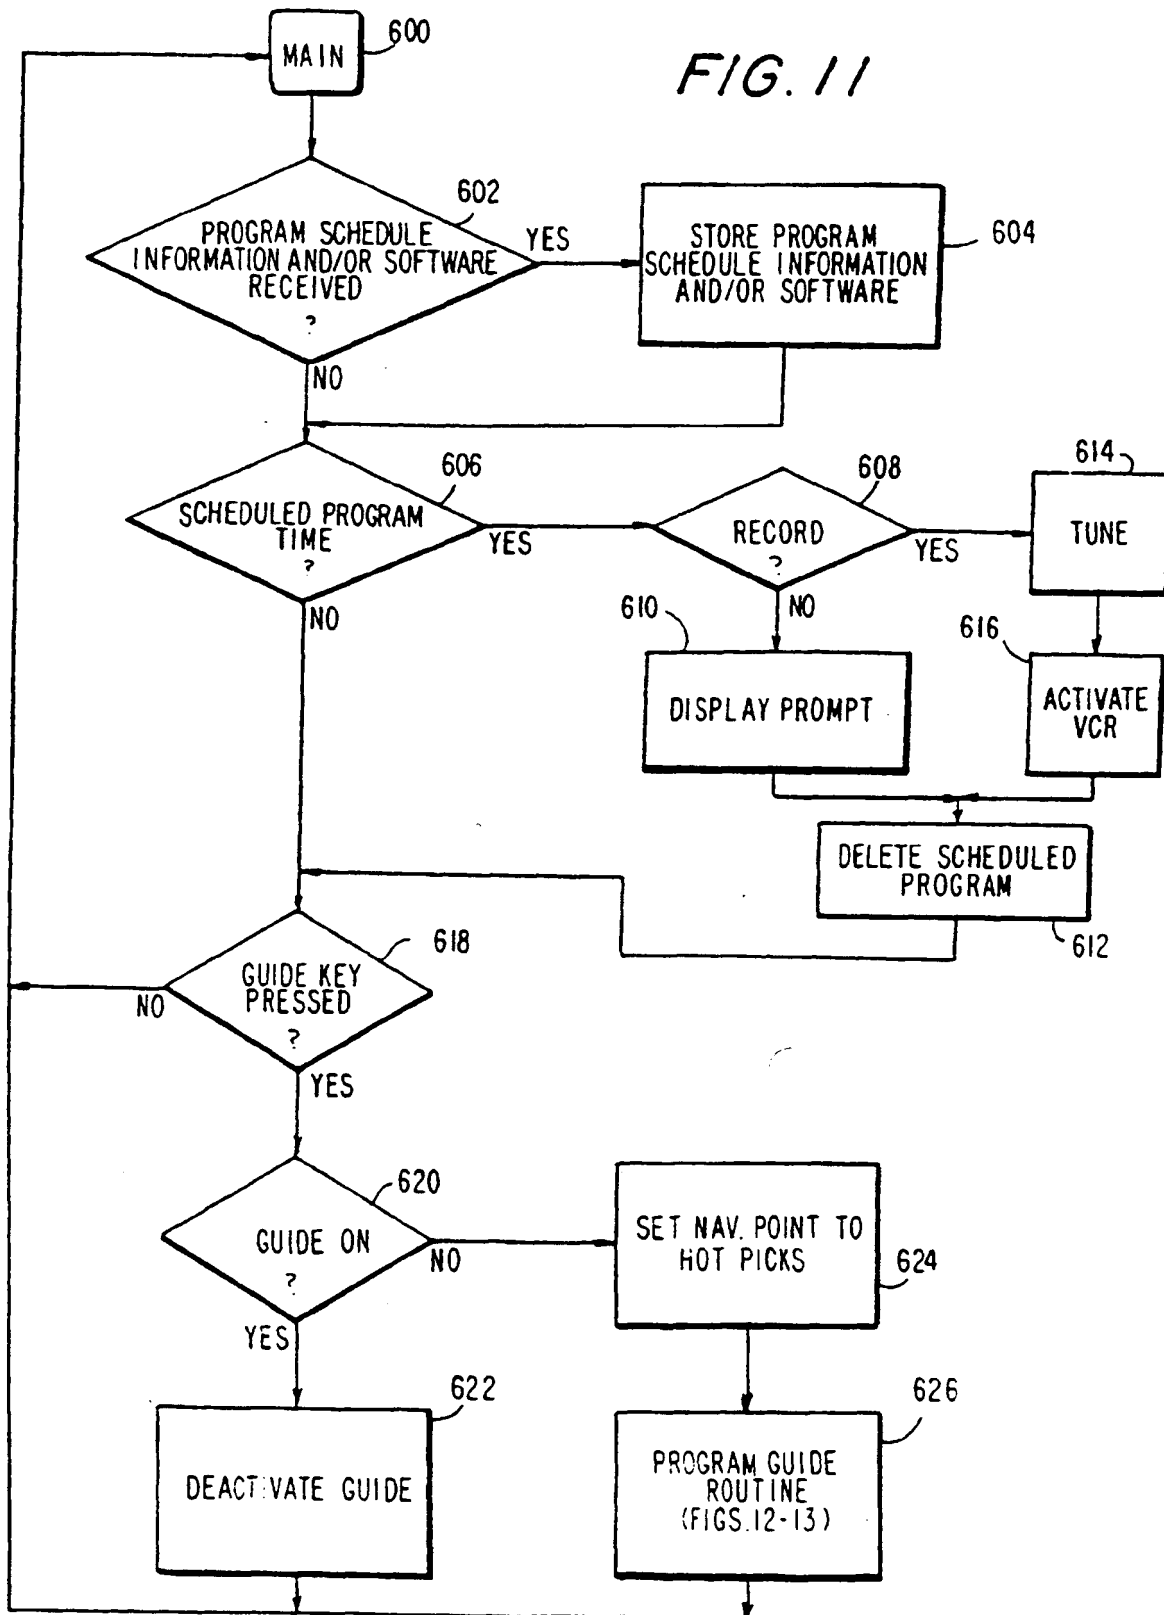 MAIN
600
FIG. 11
602
PROGRAM SCHEDULE
INFORMATION AND/OR SOFTWARE
RECEIVED
?
YES
STORE PROGRAM
SCHEDULE INFORMATION
AND/OR SOFTWARE
604
NO
606
SCHEDULED PROGRAM
TIME
?
YES
NO
608
RECORD
?
YES
NO
614
TUNE
610
DISPLAY PROMPT
616
ACTIVATE
VCR
DELETE SCHEDULED
PROGRAM
612
618
GUIDE KEY
PRESSED
?
NO
YES
620
GUIDE ON
?
NO
YES
SET NAV. POINT TO
HOT PICKS
624
622
DEACTIVATE GUIDE
626
PROGRAM GUIDE
ROUTINE
(FIGS.12-13)